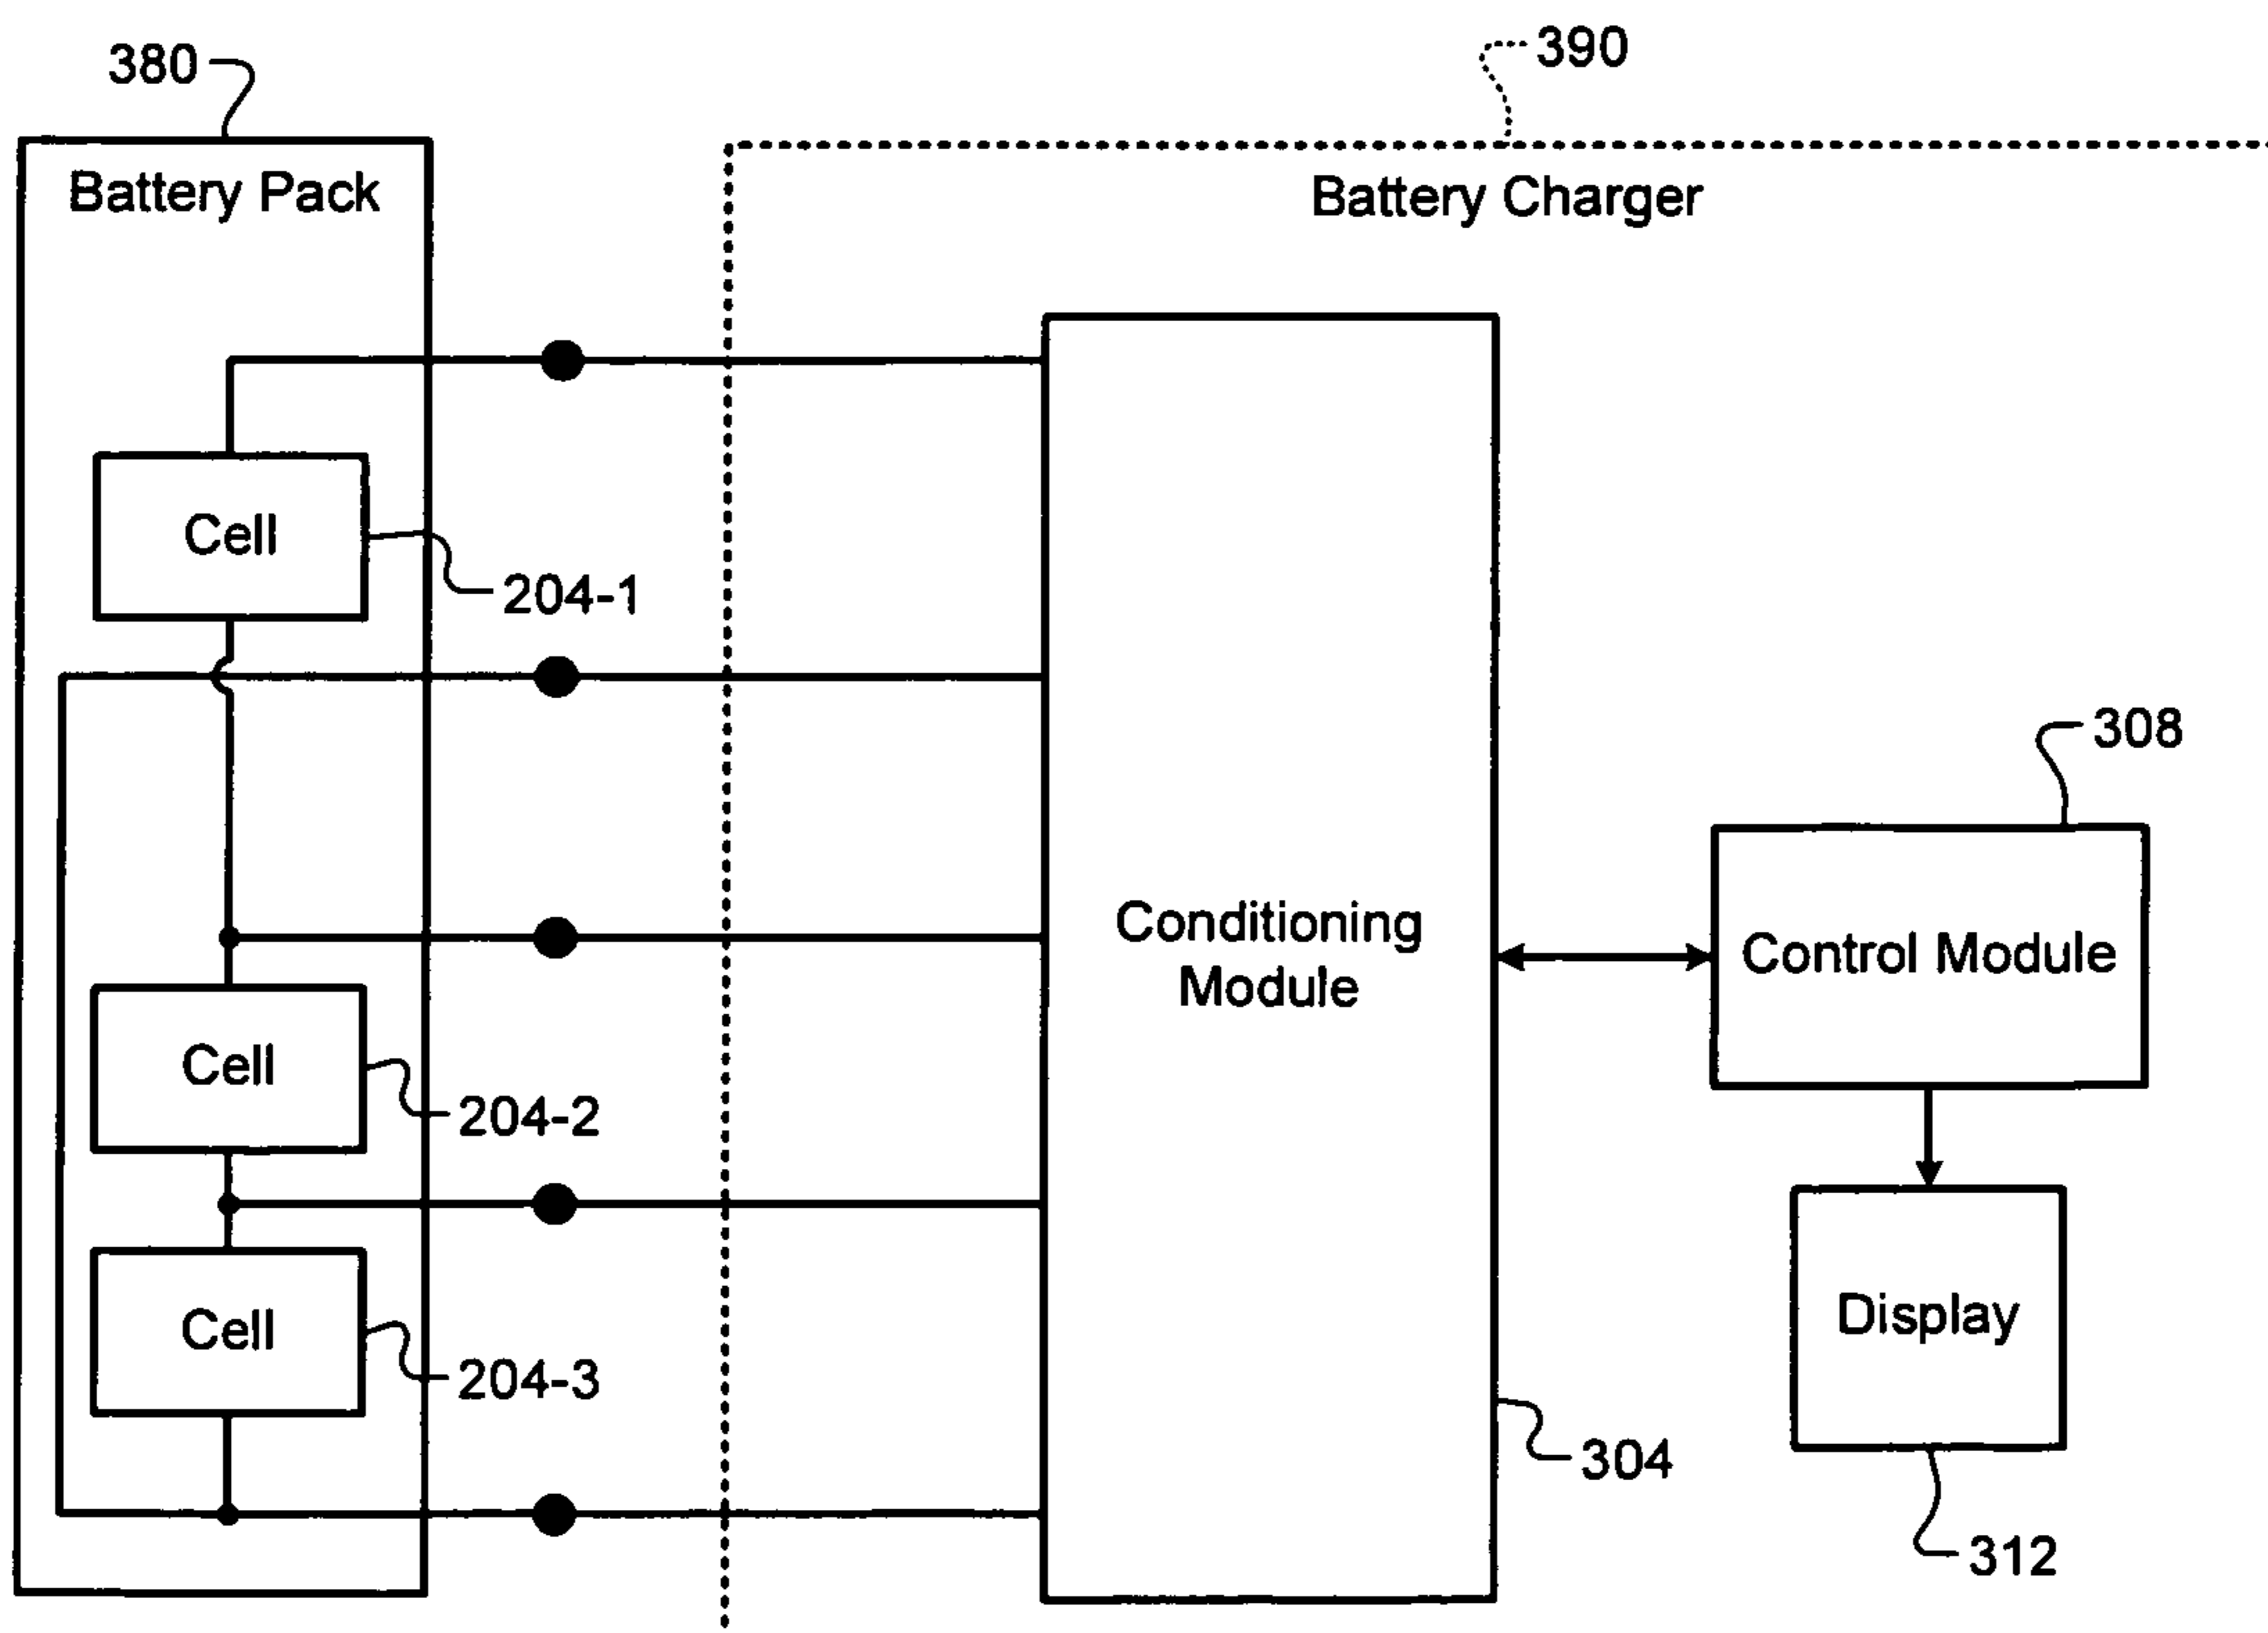 380
390
Battery Pack
Battery Charger
Cell
204-1
308
Conditioning
Module
Control Module
Cell
204-2
Display
Cell
204-3
304
312